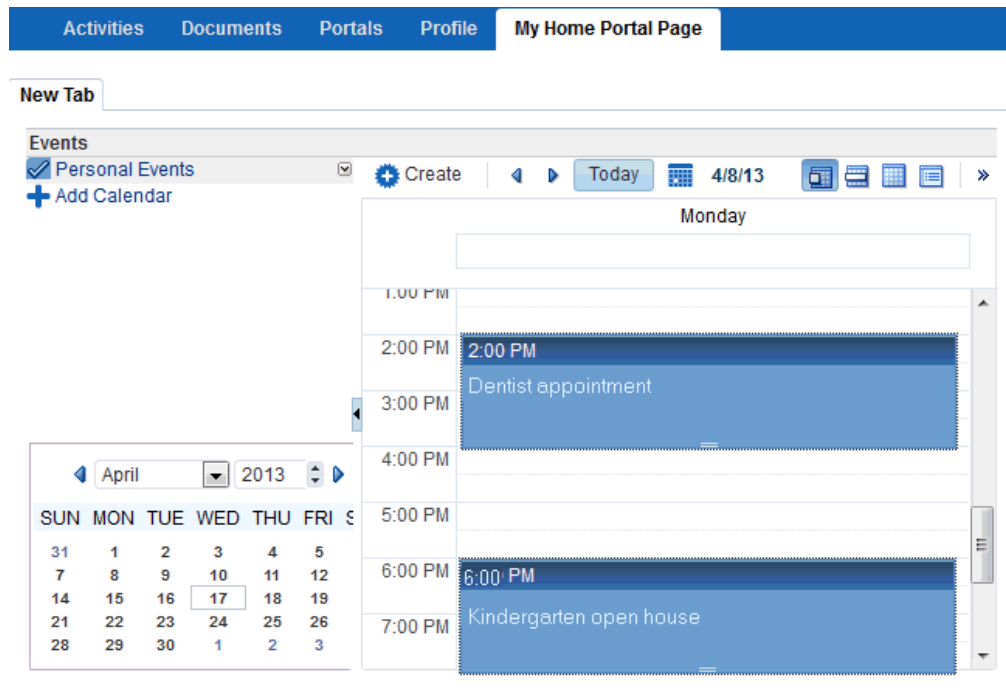 Activities Documents Portals Profile My Home Portal Page
New Tab
Events
Personal Events
Add Calendar
Create Today 4/8/13 »
Monday
1:00 PM
2:00 PM
3:00 PM
4:00 PM
5:00 PM
6:00 PM
7:00 PM
2:00 PM
Dentist appointment
6:00 PM
Kindergarten open house
April 2013
SUN MON TUE WED THU FRI S
31 1 2 3 4 5
7 8 9 10 11 12
14 15 16 17 18 19
21 22 23 24 25 26
28 29 30 1 2 3